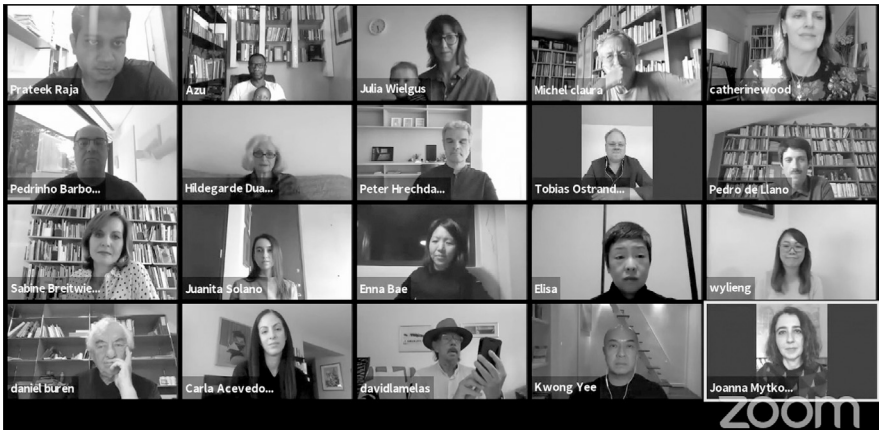 Prateek Raja
Azu
Julia Wielgus
Michel claura
catherinewood
Pedrinho Barbo...
Hildegarde Dua...
Peter Hrechda...
Tobias Ostrand...
Pedro de Llano
Sabine Breitwie...
Juanita Solano
Enna Bae
Elisa
wylieng
daniel buren
Carla Acevedo...
davidlamelas
Kwong Yee
Joanna Mytko...
zoom